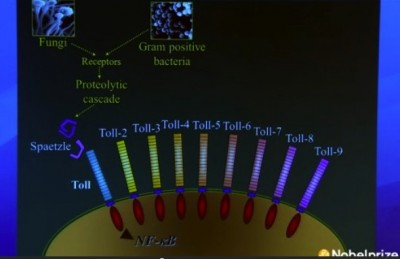 Fungi
Gram positive
bacteria
Receptors
Proteolytic
cascade
Spaetzle
Toll
Toll-2
Toll-3
Toll-4
Toll-5
Toll-6
Toll-7
Toll-8
Toll-9
NF-κB
Nobelprize